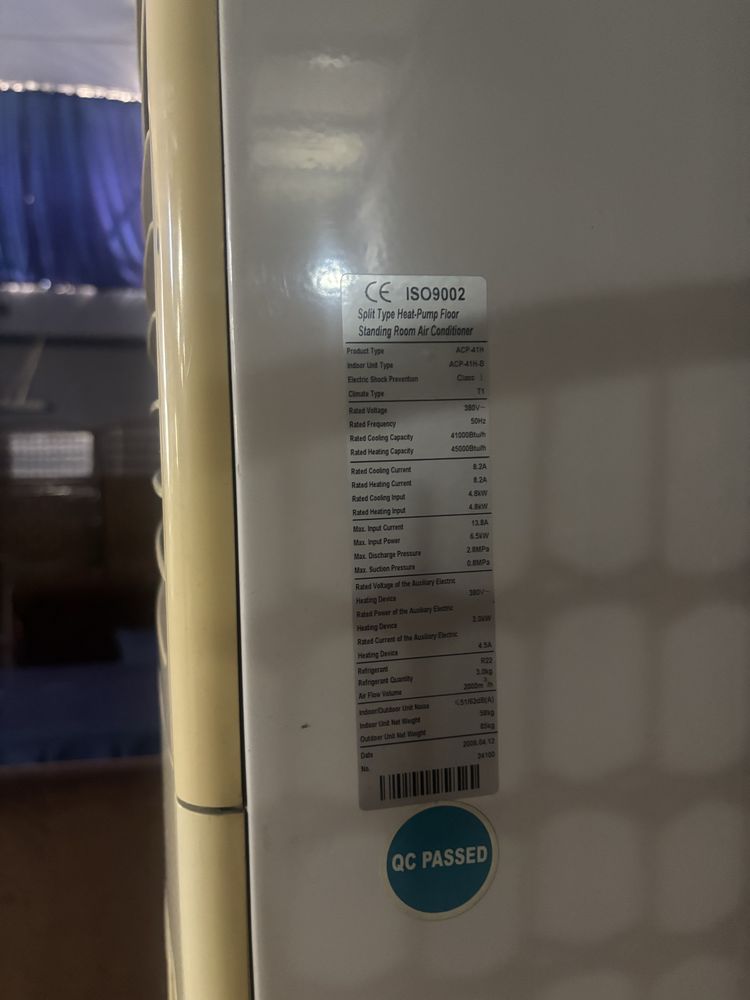 CE ISO9002
Split Type Heat-Pump Floor
Standing Room Air Conditioner
Product Type ACP-41H
Indoor Unit Type ACP-41H-B
Electric Shock Prevention Class I
Climate Type T1
Rated Voltage 380V~
Rated Frequency 50Hz
Rated Cooling Capacity 41000Btu/h
Rated Heating Capacity 45000Btu/h
Rated Cooling Current 8.2A
Rated Heating Current 8.2A
Rated Cooling Input 4.8kW
Rated Heating Input 4.8kW
Max. Input Current 13.8A
Max. Input Power 6.5kW
Max. Discharge Pressure 2.8MPa
Max. Suction Pressure 0.8MPa
Rated Voltage of the Auxiliary Electric
Heating Device 380V~
Rated Power of the Auxiliary Electric
Heating Device 3.0kW
Rated Current of the Auxiliary Electric
Heating Device 4.5A
Refrigerant R22
Refrigerant Quantity
Air Flow Volume 2000m³/h
Indoor/Outdoor Unit Noise ≤51/62dB(A)
Indoor Unit Net Weight
Outdoor Unit Net Weight
Date
No. 34100
QC PASSED